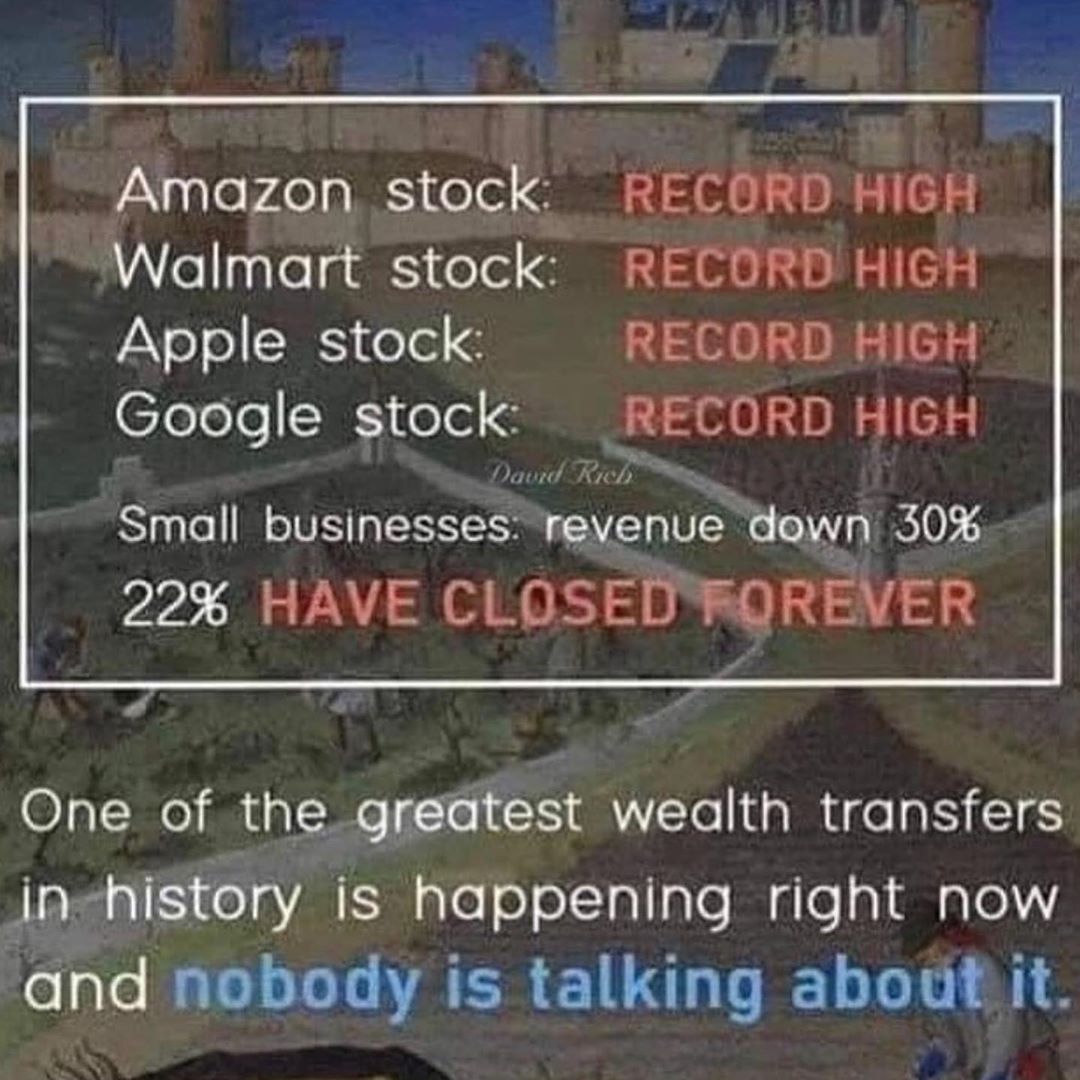 Amazon stock: RECORD HIGH
Walmart stock: RECORD HIGH
Apple stock: RECORD HIGH
Google stock: RECORD HIGH
David Rich
Small businesses: revenue down 30%
22% HAVE CLOSED FOREVER
One of the greatest wealth transfers
in history is happening right now
and nobody is talking about it.